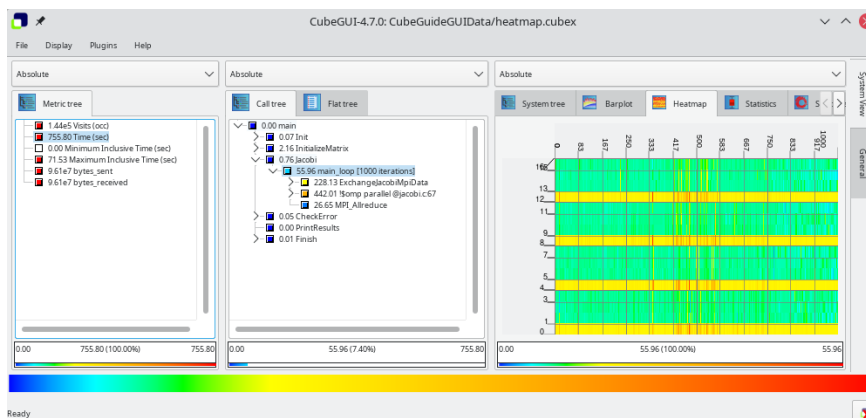 CubeGUI-4.7.0: CubeGuideGUIData/heatmap.cubex
File Display Plugins Help
Absolute
Absolute
Absolute
Metric tree
Call tree
Flat tree
System tree
Barplot
Heatmap
Statistics
S
System View
General
1.44e5 Visits (occ)
755.80 Time (sec)
0.00 Minimum Inclusive Time (sec)
71.53 Maximum Inclusive Time (sec)
9.61e7 bytes_sent
9.61e7 bytes_received
0.00 main
0.07 Init
2.16 InitializeMatrix
0.76 Jacobi
55.96 main_loop [1000 iterations]
228.13 ExchangeJacobiMpiData
442.01 !$omp parallel @jacobi.c:67
26.65 MPI_Allreduce
0.05 CheckError
0.00 PrintResults
0.01 Finish
0 83 167 250 333 417 500 583 667 750 833 917 1000
13
12
11
9
8
7
5
4
3
1
0
0.00 755.80 (100.00%) 755.80
0.00 55.96 (7.40%) 755.80
0.00 55.96 (100.00%) 55.96
Ready